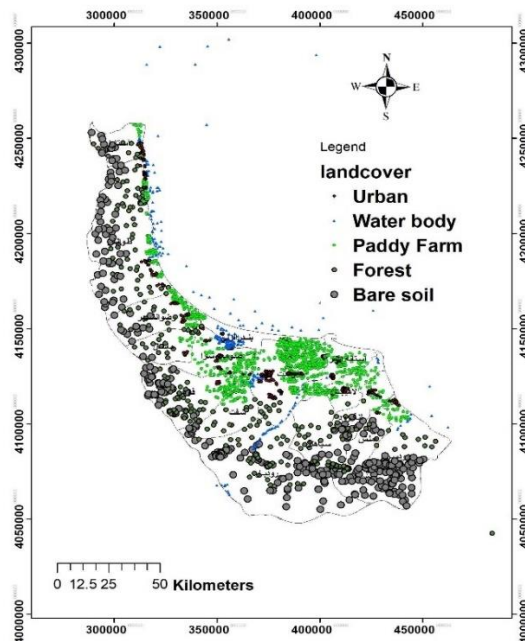 300000 350000 400000 450000
4300000 4300000
N
W E
S
4250000 4250000
Legend
landcover
Urban
Water body
4200000 4200000
Paddy Farm
Forest
Bare soil
4150000 4150000
4100000 4100000
4050000 4050000
0 12.5 25 50 Kilometers
4000000 4000000
300000 350000 400000 450000